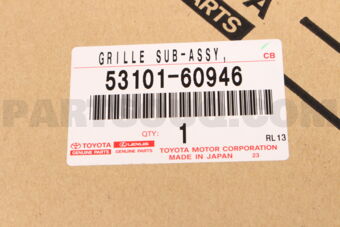 PARTS
GRILLE SUB-ASSY,
CB
53101-60946
QTY:
1
RL13
TOYOTA
GENUINE PARTS
LEXUS
GENUINE PARTS
TOYOTA MOTOR CORPORATION
MADE IN JAPAN 23